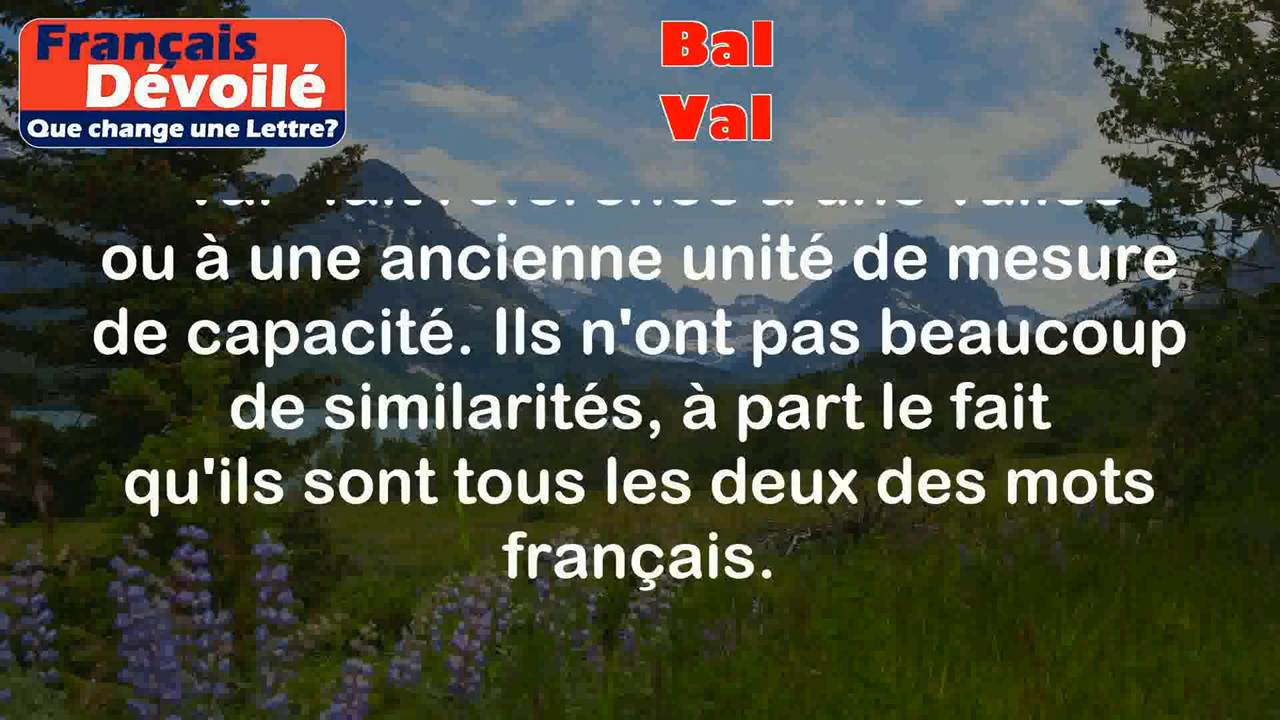 Français
Dévoilé
Que change une Lettre?
Bal
Val
ou à une ancienne unité de mesure
de capacité. Ils n'ont pas beaucoup
de similarités, à part le fait
qu'ils sont tous les deux des mots
français.